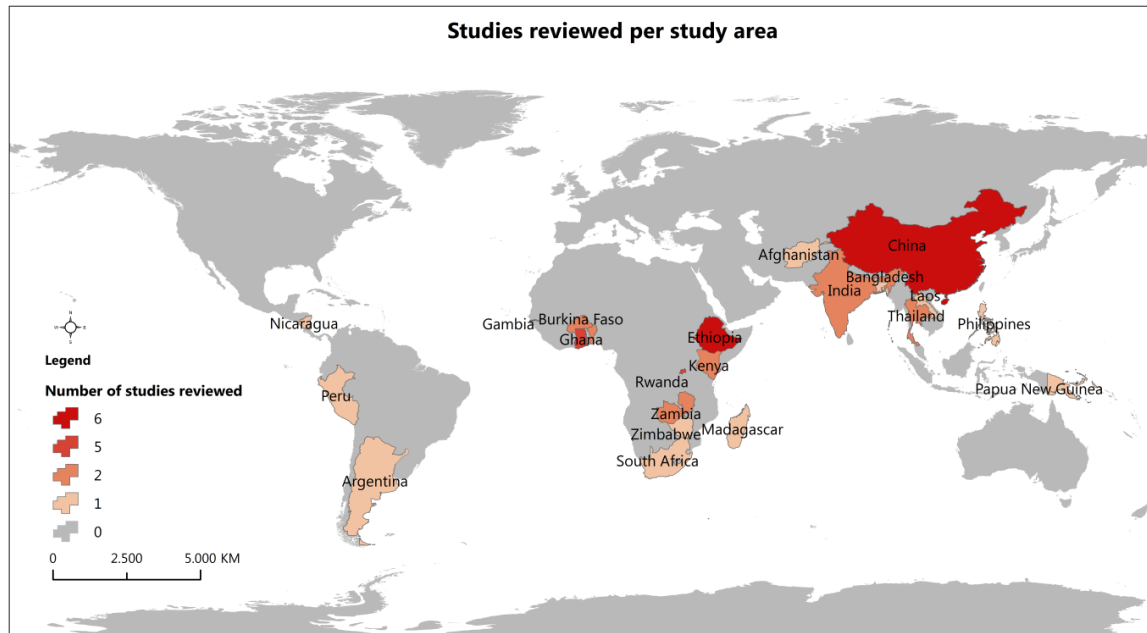 Studies reviewed per study area
China
Afghanistan
Bangladesh
India
Laos
Nicaragua
Gambia
Burkina Faso
Thailand
Philippines
Ghana
Ethiopia
N
W
E
S
Legend
Kenya
Rwanda
Papua New Guinea
Number of studies reviewed
Peru
Zambia
6
Zimbabwe
Madagascar
5
South Africa
2
Argentina
1
0
0 2.500 5.000 KM